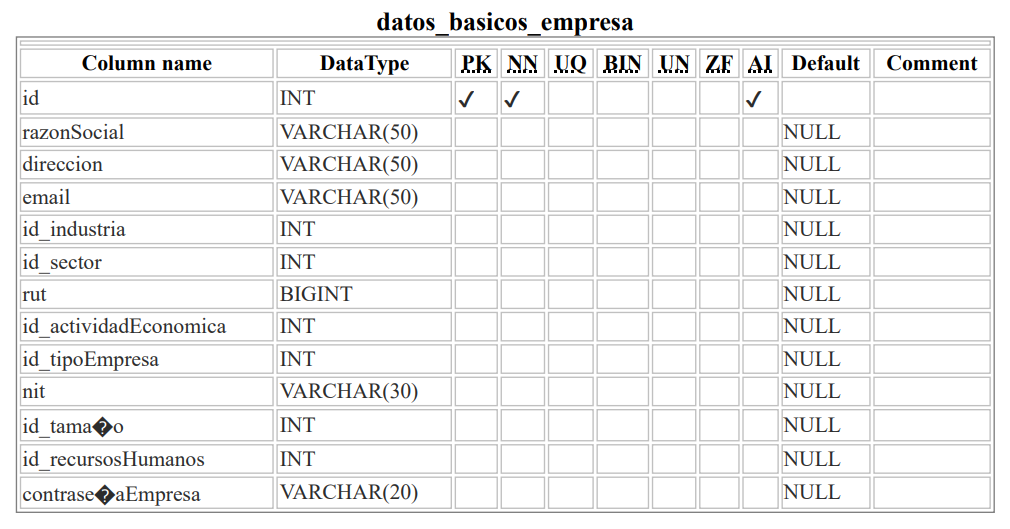 datos_basicos_empresa
Column name DataType PK NN UQ BIN UN ZF AI Default Comment
id INT ✓ ✓ ✓
razonSocial VARCHAR(50) NULL
direccion VARCHAR(50) NULL
email VARCHAR(50) NULL
id_industria INT NULL
id_sector INT NULL
rut BIGINT NULL
id_actividadEconomica INT NULL
id_tipoEmpresa INT NULL
nit VARCHAR(30) NULL
id_tama�o INT NULL
id_recursosHumanos INT NULL
contrase�aEmpresa VARCHAR(20) NULL